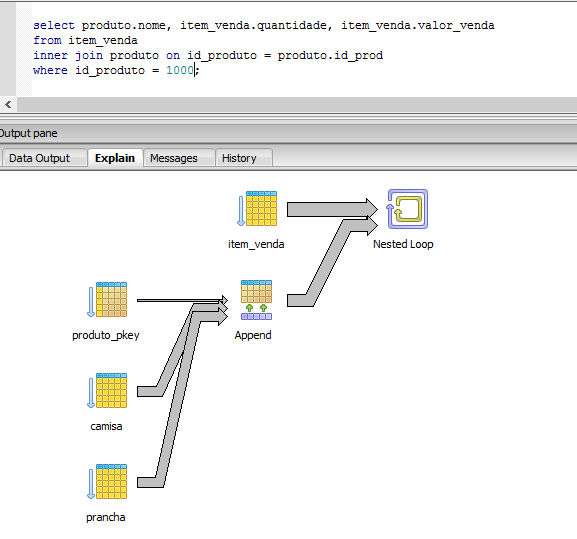 select produto.nome, item_venda.quantidade, item_venda.valor_venda
from item_venda
inner join produto on id_produto = produto.id_prod
where id_produto = 1000;
Output pane
Data Output Explain Messages History
item_venda Nested Loop
produto_pkey Append
camisa
prancha